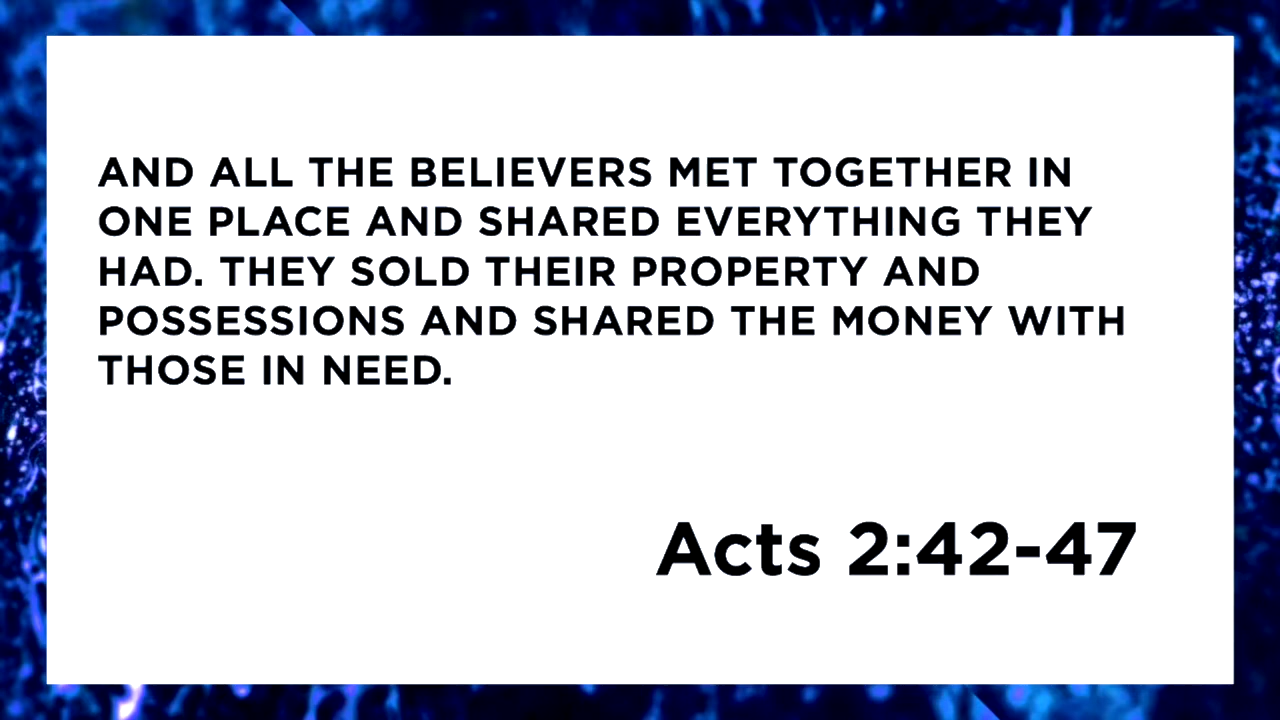 AND ALL THE BELIEVERS MET TOGETHER IN
ONE PLACE AND SHARED EVERYTHING THEY
HAD. THEY SOLD THEIR PROPERTY AND
POSSESSIONS AND SHARED THE MONEY WITH
THOSE IN NEED.
Acts 2:42-47